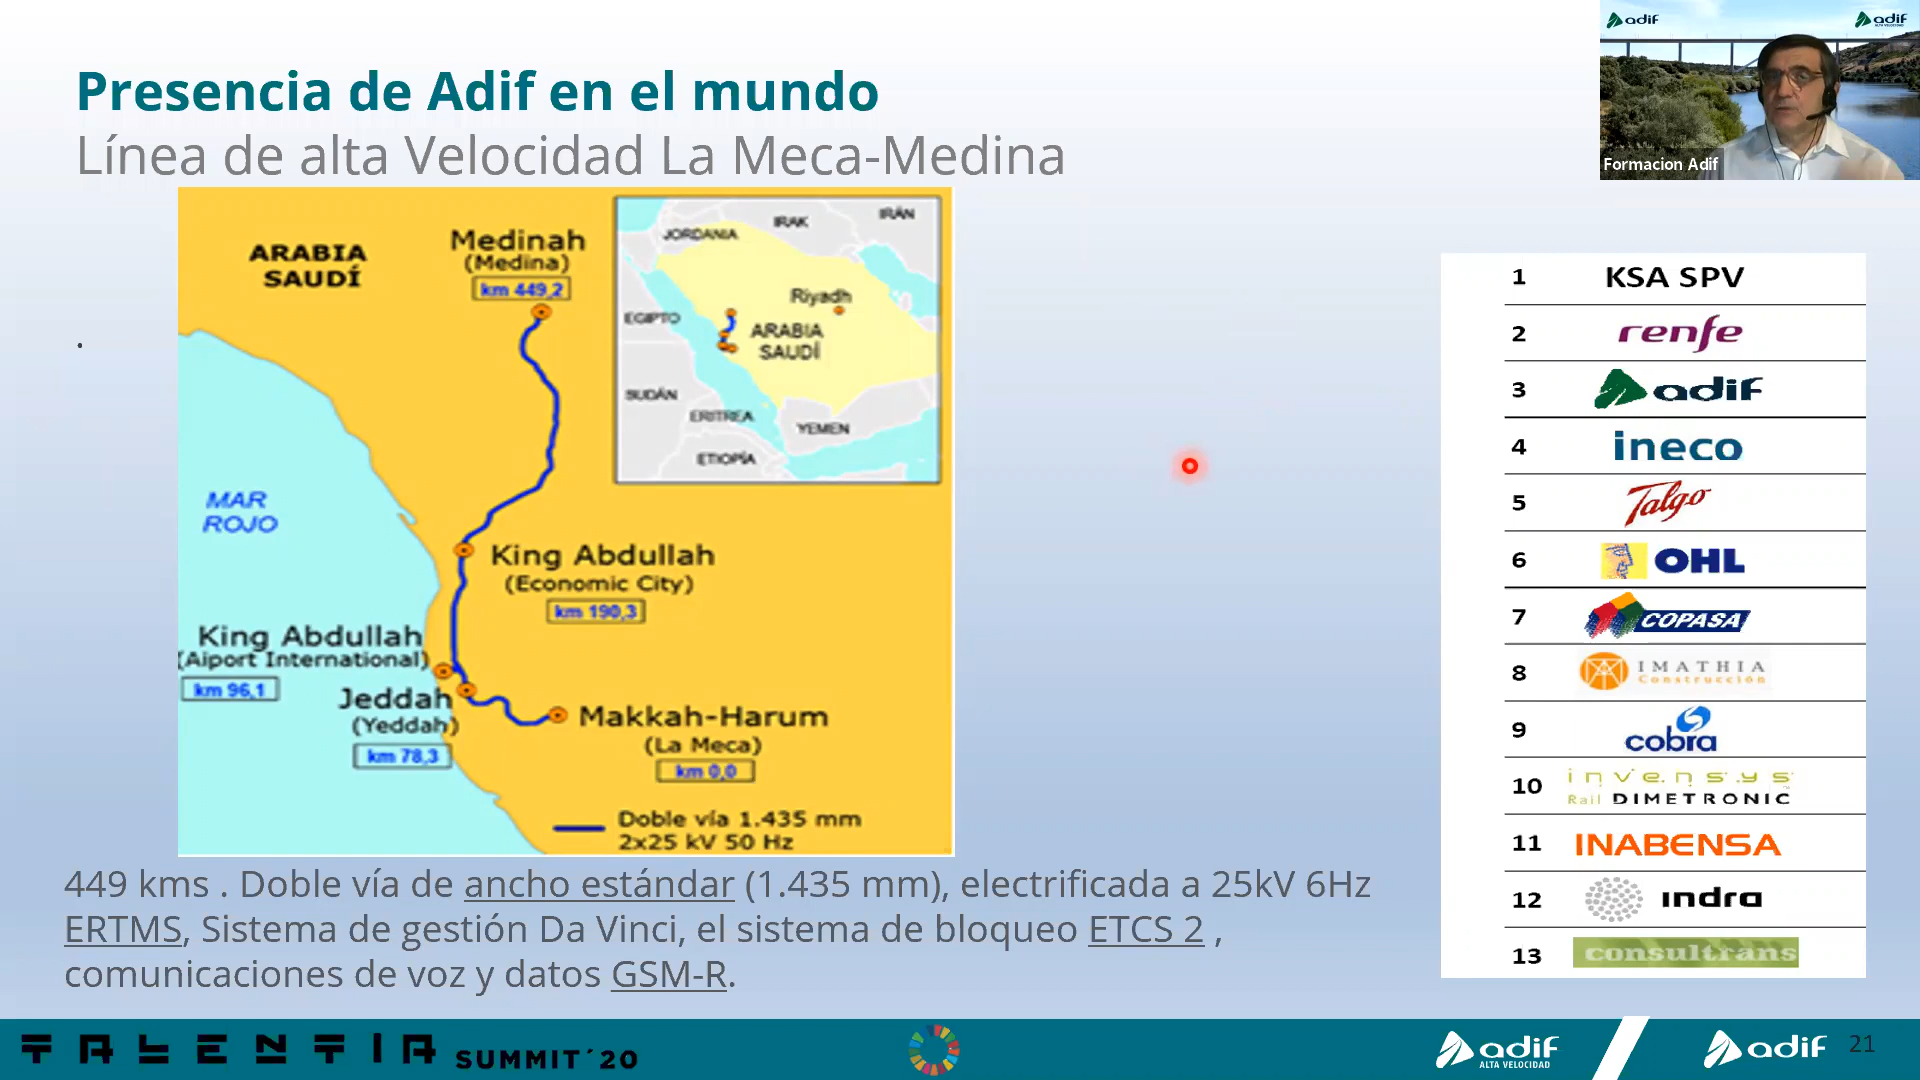 Presencia de Adif en el mundo
Línea de alta Velocidad La Meca-Medina
adif
adif
ALTA VELOCIDAD
Formacion Adif
ARABIA
SAUDÍ
Medinah
(Medina)
km 449,2
JORDANIA
IRAK
IRÁN
Riyadh
EGIPTO
ARABIA
SAUDÍ
SUDÁN
ERITREA
YEMEN
ETIOPÍA
MAR
ROJO
King Abdullah
(Economic City)
km 190,3
King Abdullah
(Aiport International)
km 96,1
Jeddah
(Yeddah)
km 78,3
Makkah-Harum
(La Meca)
km 0,0
Doble vía 1.435 mm
2x25 kV 50 Hz
.
1 KSA SPV
2 renfe
3 adif
4 ineco
5 Talgo
6 OHL
7 COPASA
8 IMATHIA
Construcción
9 cobra
10 invensys
Rail DIMETRONIC
11 INABENSA
12 indra
13 consultrans
449 kms . Doble vía de ancho estándar (1.435 mm), electrificada a 25kV 6Hz
ERTMS, Sistema de gestión Da Vinci, el sistema de bloqueo ETCS 2 ,
comunicaciones de voz y datos GSM-R.
TALENTIA SUMMIT´20
adif
ALTA VELOCIDAD
adif
21